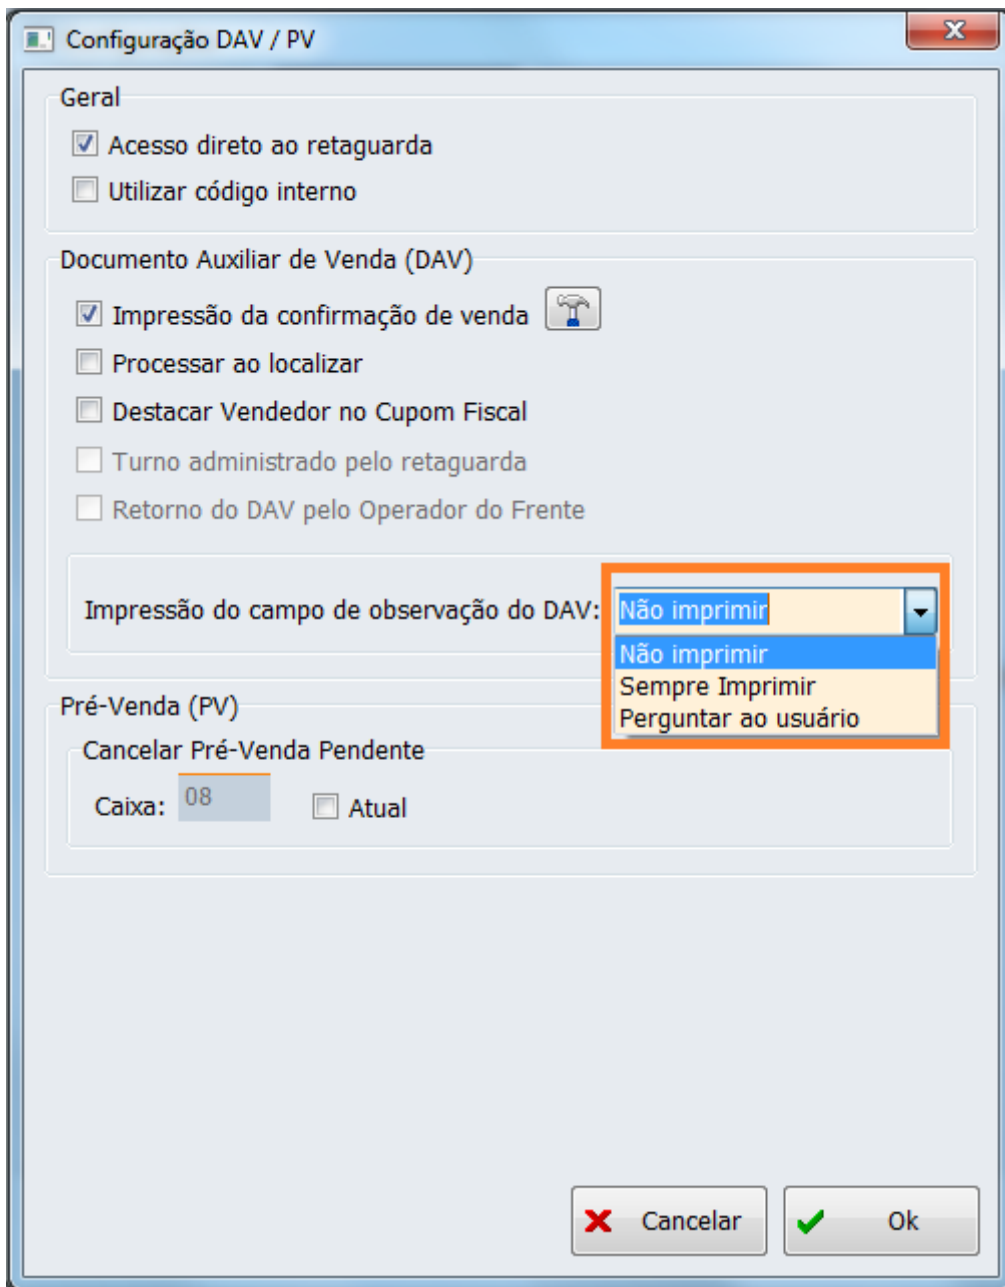 Configuração DAV / PV
Geral
Acesso direto ao retaguarda
Utilizar código interno
Documento Auxiliar de Venda (DAV)
Impressão da confirmação de venda
Processar ao localizar
Destacar Vendedor no Cupom Fiscal
Turno administrado pelo retaguarda
Retorno do DAV pelo Operador do Frente
Impressão do campo de observação do DAV: Não imprimir
Não imprimir
Sempre Imprimir
Perguntar ao usuário
Pré-Venda (PV)
Cancelar Pré-Venda Pendente
Caixa: 08 Atual
Cancelar Ok